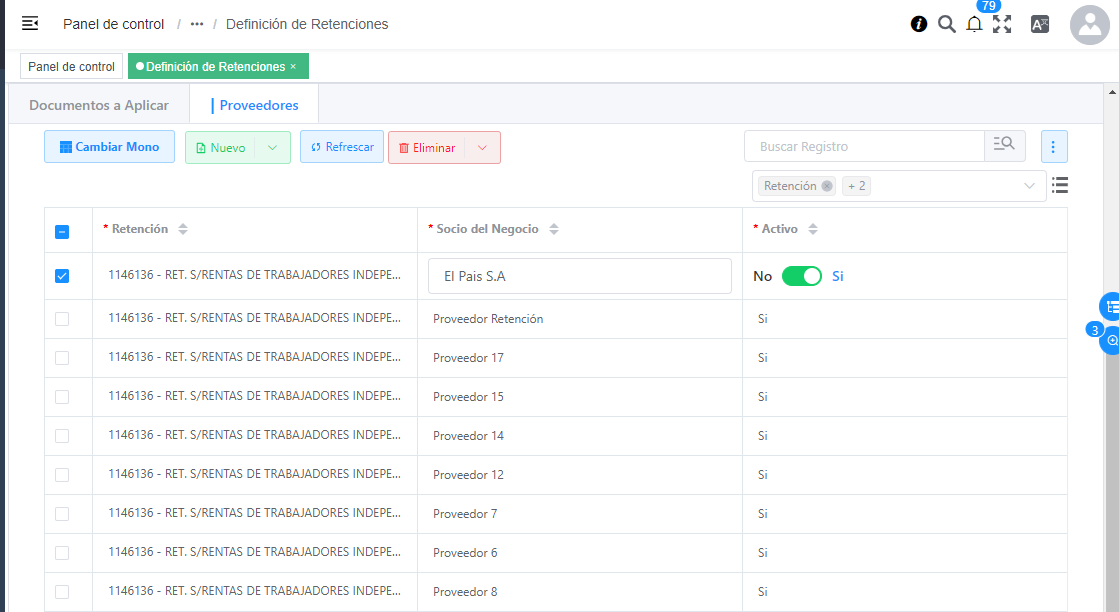 Panel de control / ••• / Definición de Retenciones
79
Panel de control
Definición de Retenciones ×
Documentos a Aplicar
Proveedores
Cambiar Mono
Nuevo
Refrescar
Eliminar
Buscar Registro
Retención
+ 2
* Retención
* Socio del Negocio
* Activo
1146136 - RET. S/RENTAS DE TRABAJADORES INDEPE... El Pais S.A No Si
1146136 - RET. S/RENTAS DE TRABAJADORES INDEPE... Proveedor Retención Si
1146136 - RET. S/RENTAS DE TRABAJADORES INDEPE... Proveedor 17 Si
1146136 - RET. S/RENTAS DE TRABAJADORES INDEPE... Proveedor 15 Si
1146136 - RET. S/RENTAS DE TRABAJADORES INDEPE... Proveedor 14 Si
1146136 - RET. S/RENTAS DE TRABAJADORES INDEPE... Proveedor 12 Si
1146136 - RET. S/RENTAS DE TRABAJADORES INDEPE... Proveedor 7 Si
1146136 - RET. S/RENTAS DE TRABAJADORES INDEPE... Proveedor 6 Si
1146136 - RET. S/RENTAS DE TRABAJADORES INDEPE... Proveedor 8 Si
3